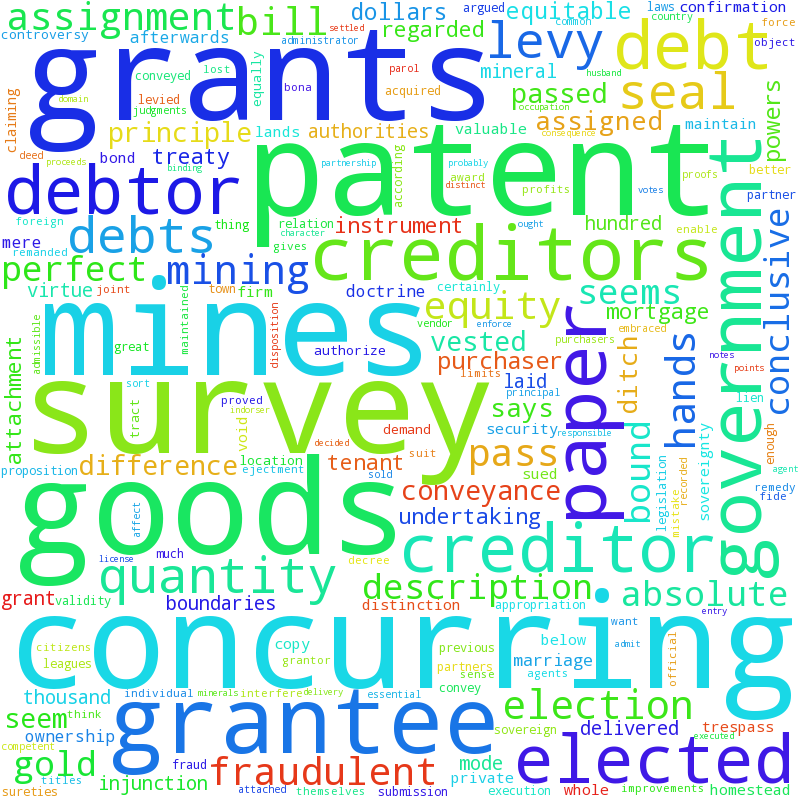 assignment bill dollars argued equitable laws confirmation
controversy afterwards settled administrator regarded common country force
grants levy debt object
conveyed lost equally parol mineral husband
claiming levied bona acquired passed seal powers
judgments domain occupation
deed principle lands authorities valuable assigned laws maintain
proceeds binding consequence
bond treaty partnership probably according award distinct profits votes proofs better partner
debtor patent government
foreign thing relation instrument character ought hundred enable
mere debts gives creditors conclusive
remanded
perfect mining certainly seems
virtue joint town firm doctrine equity mortgage
mines vendor enforce embraced
admissible great maintained disposition authorize vested paper purchasers notes
attachment sort limits purchaser ditch hands lien points
survey proved laid principal
tract indorser void demand says bound enough
decided suit security responsible sovereignty agent
difference location tenant sued
proposition ejectment sold legislation recorded remedy
goods conveyance mistake fide
affect undertaking
much creditor
license quantity decree description absolute
grant validity boundaries distinction appropriation entry
concurring
citizens copy previous below want admit
leagues grantor partners sense marriage agents official
thousand individual minerals interfere delivery essential convey
seem think grantee election
ownership sovereign delivered trespass
competent fraud executed
gold fraudulent mode elected
titles injunction attached private whole improvements homestead
sureties themselves submission execution